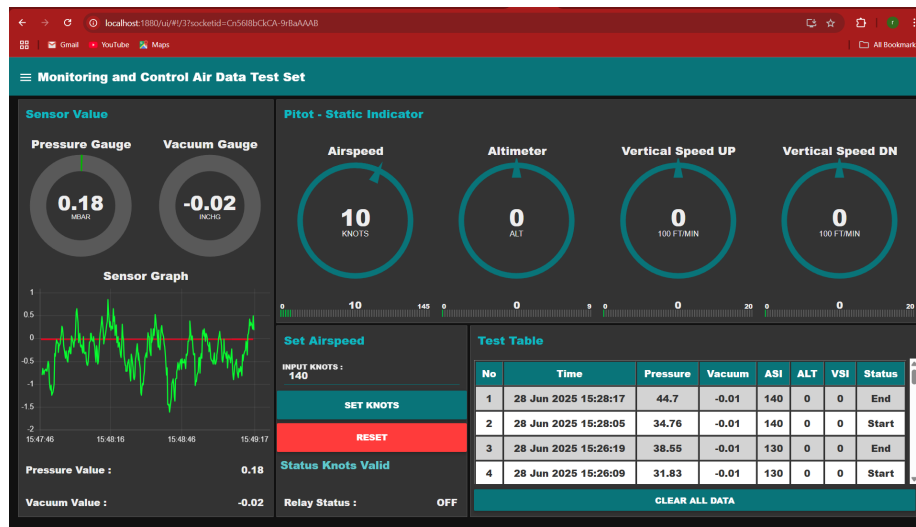 localhost:1880/ui/#!/3?socketid=Cn56l8bCkCA-9rBaAAAB
Gmail YouTube Maps All Bookmark
Monitoring and Control Air Data Test Set
Sensor Value
Pressure Gauge Vacuum Gauge
0.18 -0.02
MBAR INCHG
Sensor Graph
1
0.5
0
-0.5
-1
-1.5
-2
15:47:46 15:48:16 15:48:46 15:49:17
Pressure Value : 0.18
Vacuum Value : -0.02
Pitot - Static Indicator
Airspeed Altimeter Vertical Speed UP Vertical Speed DN
10 0 0 0
KNOTS ALT 100 FT/MIN 100 FT/MIN
0 10 145 0 0 9 0 0 20 0 0 20
Set Airspeed
INPUT KNOTS :
140
SET KNOTS
RESET
Status Knots Valid
Relay Status : OFF
Test Table
No Time Pressure Vacuum ASI ALT VSI Status
1 28 Jun 2025 15:28:17 44.7 -0.01 140 0 0 End
2 28 Jun 2025 15:28:05 34.76 -0.01 140 0 0 Start
3 28 Jun 2025 15:26:19 38.55 -0.01 130 0 0 End
4 28 Jun 2025 15:26:09 31.83 -0.01 130 0 0 Start
CLEAR ALL DATA